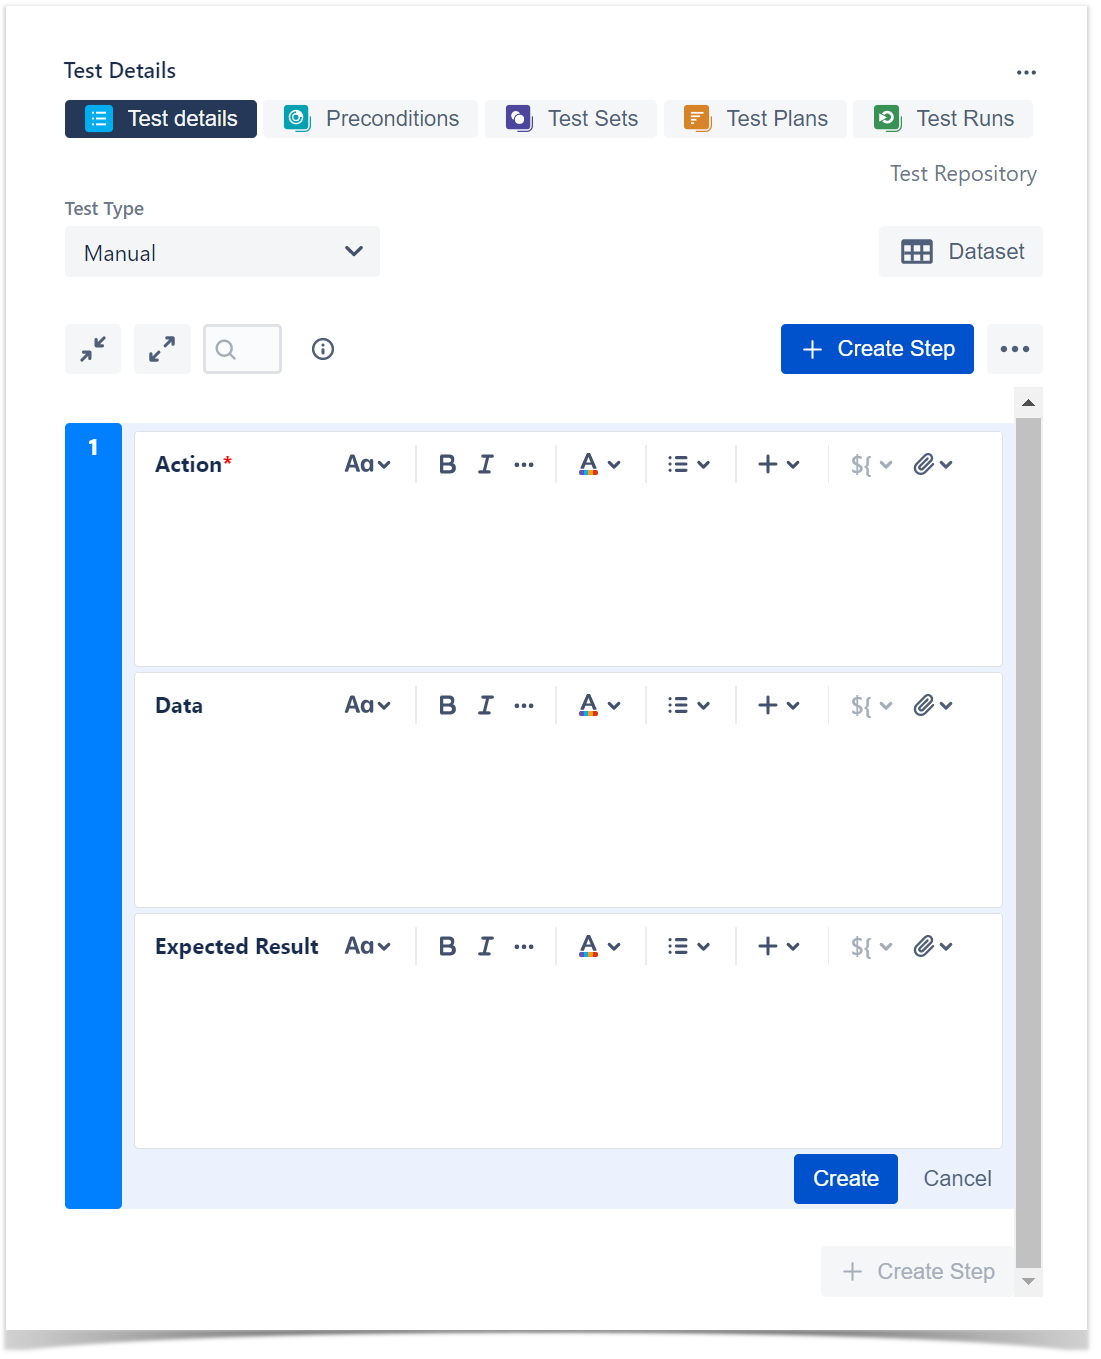 Test Details
Test details Preconditions Test Sets Test Plans Test Runs
Test Repository
Test Type
Manual Dataset
+ Create Step
1
Action* Aa B I ... A + ${
Data Aa B I ... A + ${
Expected Result Aa B I ... A + ${
Create Cancel
+ Create Step